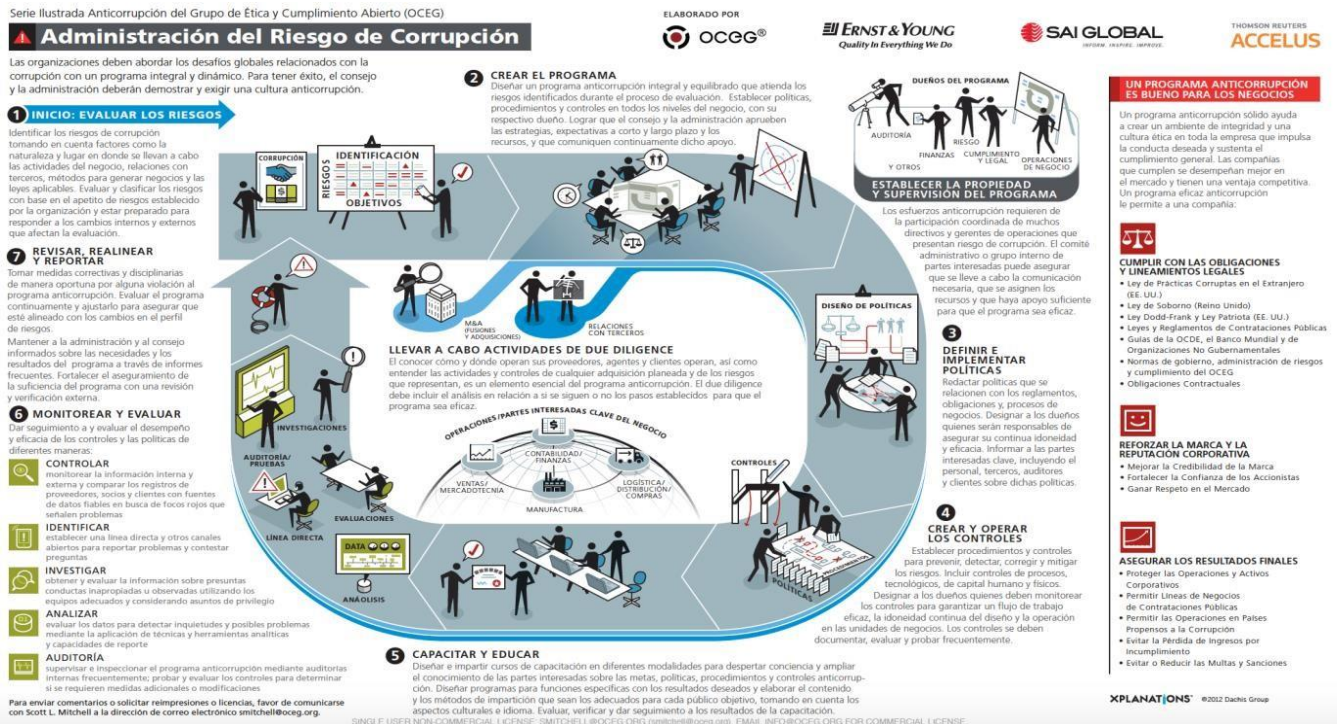 Serie Ilustrada Anticorrupción del Grupo de Ética y Cumplimiento Abierto (OCEG)
Administración del Riesgo de Corrupción
Las organizaciones deben abordar los desafíos globales relacionados con la
corrupción con un programa integral y dinámico. Para tener éxito, el consejo
y la administración deberán demostrar y exigir una cultura anticorrupción.
ELABORADO POR
OCEG®
ERNST & YOUNG
Quality In Everything We Do
SAI GLOBAL
INFORM. INSPIRE. IMPROVE.
THOMSON REUTERS
ACCELUS
1 INICIO: EVALUAR LOS RIESGOS
Identificar los riesgos de corrupción
tomando en cuenta factores como la
naturaleza y lugar en donde se llevan a cabo
las actividades del negocio, relaciones con
terceros, métodos para generar negocios y las
leyes aplicables. Evaluar y clasificar los riesgos
con base en el apetito de riesgos establecido
por la organización y estar preparado para
responder a los cambios internos y externos
que afectan la evaluación.
CORRUPCIÓN
IDENTIFICACIÓN
RIESGOS
OBJETIVOS
2 CREAR EL PROGRAMA
Diseñar un programa anticorrupción integral y equilibrado que atienda los
riesgos identificados durante el proceso de evaluación. Establecer políticas,
procedimientos y controles en todos los niveles del negocio, con su
respectivo dueño. Lograr que el consejo y la administración aprueben
las estrategias, expectativas a corto y largo plazo y los
recursos, y que comuniquen continuamente dicho apoyo.
DUEÑOS DEL PROGRAMA
AUDITORÍA
FINANZAS
RIESGO
CUMPLIMIENTO
Y LEGAL
OPERACIONES
DE NEGOCIO
Y OTROS
ESTABLECER LA PROPIEDAD
Y SUPERVISIÓN DEL PROGRAMA
Los esfuerzos anticorrupción requieren de
la participación coordinada de muchos
directivos y gerentes de operaciones que
presentan riesgo de corrupción. El comité
administrativo o grupo interno de
partes interesadas puede asegurar
que se lleve a cabo la comunicación
necesaria, que se asignen los
recursos y que haya apoyo suficiente
para que el programa sea eficaz.
DISEÑO DE POLÍTICAS
3 DEFINIR E
IMPLEMENTAR
POLÍTICAS
Redactar políticas que se
relacionen con los reglamentos,
obligaciones y, procesos de
negocios. Designar a los dueños
quienes serán responsables de
asegurar su continua idoneidad
y eficacia. Informar a las partes
interesadas clave, incluyendo el
personal, terceros, auditores
y clientes sobre dichas políticas.
M&A
(FUSIONES
Y ADQUISICIONES)
RELACIONES
CON TERCEROS
LLEVAR A CABO ACTIVIDADES DE DUE DILIGENCE
El conocer cómo y dónde operan sus proveedores, agentes y clientes operan, así como
entender las actividades y controles de cualquier adquisición planeada y de los riesgos
que representan, es un elemento esencial del programa anticorrupción. El due diligence
debe incluir el análisis en relación a si se siguen o no los pasos establecidos para que el
programa sea eficaz.
OPERACIONES/PARTES INTERESADAS CLAVE DEL NEGOCIO
CONTABILIDAD/
FINANZAS
VENTAS/
MERCADOTECNIA
LOGÍSTICA/
DISTRIBUCIÓN/
COMPRAS
MANUFACTURA
CONTROLES
POLÍTICAS
PROCEDIMIENTOS
4 CREAR Y OPERAR
LOS CONTROLES
Establecer procedimientos y controles
para prevenir, detectar, corregir y mitigar
los riesgos. Incluir controles de procesos,
tecnológicos, de capital humano y físicos.
Designar a los dueños quienes deben monitorear
los controles para garantizar un flujo de trabajo
eficaz, la idoneidad continua del diseño y la operación
en las unidades de negocios. Los controles se deben
documentar, evaluar y probar frecuentemente.
5 CAPACITAR Y EDUCAR
Diseñar e impartir cursos de capacitación en diferentes modalidades para despertar conciencia y ampliar
el conocimiento de las partes interesadas sobre las metas, políticas, procedimientos y controles anticorrup-
ción. Diseñar programas para funciones específicas con los resultados deseados y elaborar el contenido
y los métodos de impartición que sean los adecuados para cada público objetivo, tomando en cuenta los
aspectos culturales e idioma. Evaluar, verificar y dar seguimiento a los resultados de la capacitación.
7 REVISAR, REALINEAR
Y REPORTAR
Tomar medidas correctivas y disciplinarias
de manera oportuna por alguna violación al
programa anticorrupción. Evaluar el programa
continuamente y ajustarlo para asegurar que
esté alineado con los cambios en el perfil
de riesgos.
Mantener a la administración y al consejo
informados sobre las necesidades y los
resultados del programa a través de informes
frecuentes. Fortalecer el aseguramiento de
la suficiencia del programa con una revisión
y verificación externa.
6 MONITOREAR Y EVALUAR
Dar seguimiento a y evaluar el desempeño
y eficacia de los controles y las políticas de
diferentes maneras:
CONTROLAR
monitorear la información interna y
externa y comparar los registros de
proveedores, socios y clientes con fuentes
de datos fiables en busca de focos rojos que
señalen problemas
IDENTIFICAR
establecer una línea directa y otros canales
abiertos para reportar problemas y contestar
preguntas
INVESTIGAR
obtener y evaluar la información sobre presuntas
conductas inapropiadas u observadas utilizando los
equipos adecuados y considerando asuntos de privilegio
ANALIZAR
evaluar los datos para detectar inquietudes y posibles problemas
mediante la aplicación de técnicas y herramientas analíticas
y capacidades de reporte
AUDITORÍA
supervisar e inspeccionar el programa anticorrupción mediante auditorías
internas frecuentemente; probar y evaluar los controles para determinar
si se requieren medidas adicionales o modificaciones
INVESTIGACIONES
AUDITORÍA/
PRUEBAS
EVALUACIONES
LÍNEA DIRECTA
DATA
ANÁOLISIS
Para enviar comentarios o solicitar reimpresiones o licencias, favor de comunicarse
con Scott L. Mitchell a la dirección de correo electrónico smitchell@oceg.org.
UN PROGRAMA ANTICORRUPCIÓN
ES BUENO PARA LOS NEGOCIOS
Un programa anticorrupción sólido ayuda
a crear un ambiente de integridad y una
cultura ética en toda la empresa que impulsa
la conducta deseada y sustenta el
cumplimiento general. Las compañías
que cumplen se desempeñan mejor en
el mercado y tienen una ventaja competitiva.
Un programa eficaz anticorrupción
le permite a una compañía:
CUMPLIR CON LAS OBLIGACIONES
Y LINEAMIENTOS LEGALES
• Ley de Prácticas Corruptas en el Extranjero
(EE. UU.)
• Ley de Soborno (Reino Unido)
• Ley Dodd-Frank y Ley Patriota (EE. UU.)
• Leyes y Reglamentos de Contrataciones Públicas
• Guías de la OCDE, el Banco Mundial y de
Organizaciones No Gubernamentales
• Normas de gobierno, administración de riesgos
y cumplimiento del OCEG
• Obligaciones Contractuales
REFORZAR LA MARCA Y LA
REPUTACIÓN CORPORATIVA
• Mejorar la Credibilidad de la Marca
• Fortalecer la Confianza de los Accionistas
• Ganar Respeto en el Mercado
ASEGURAR LOS RESULTADOS FINALES
• Proteger las Operaciones y Activos
Corporativos
• Permitir Líneas de Negocios
de Contrataciones Públicas
• Permitir las Operaciones en Países
Propensos a la Corrupción
• Evitar la Pérdida de Ingresos por
Incumplimiento
• Evitar o Reducir las Multas y Sanciones
XPLANATIONS™ ©2012 Dachis Group
SINGLE USER NON-COMMERCIAL LICENSE: SMITCHELL@OCEG.ORG (smitchell@oceg.org). EMAIL INFO@OCEG.ORG FOR COMMERCIAL LICENSE